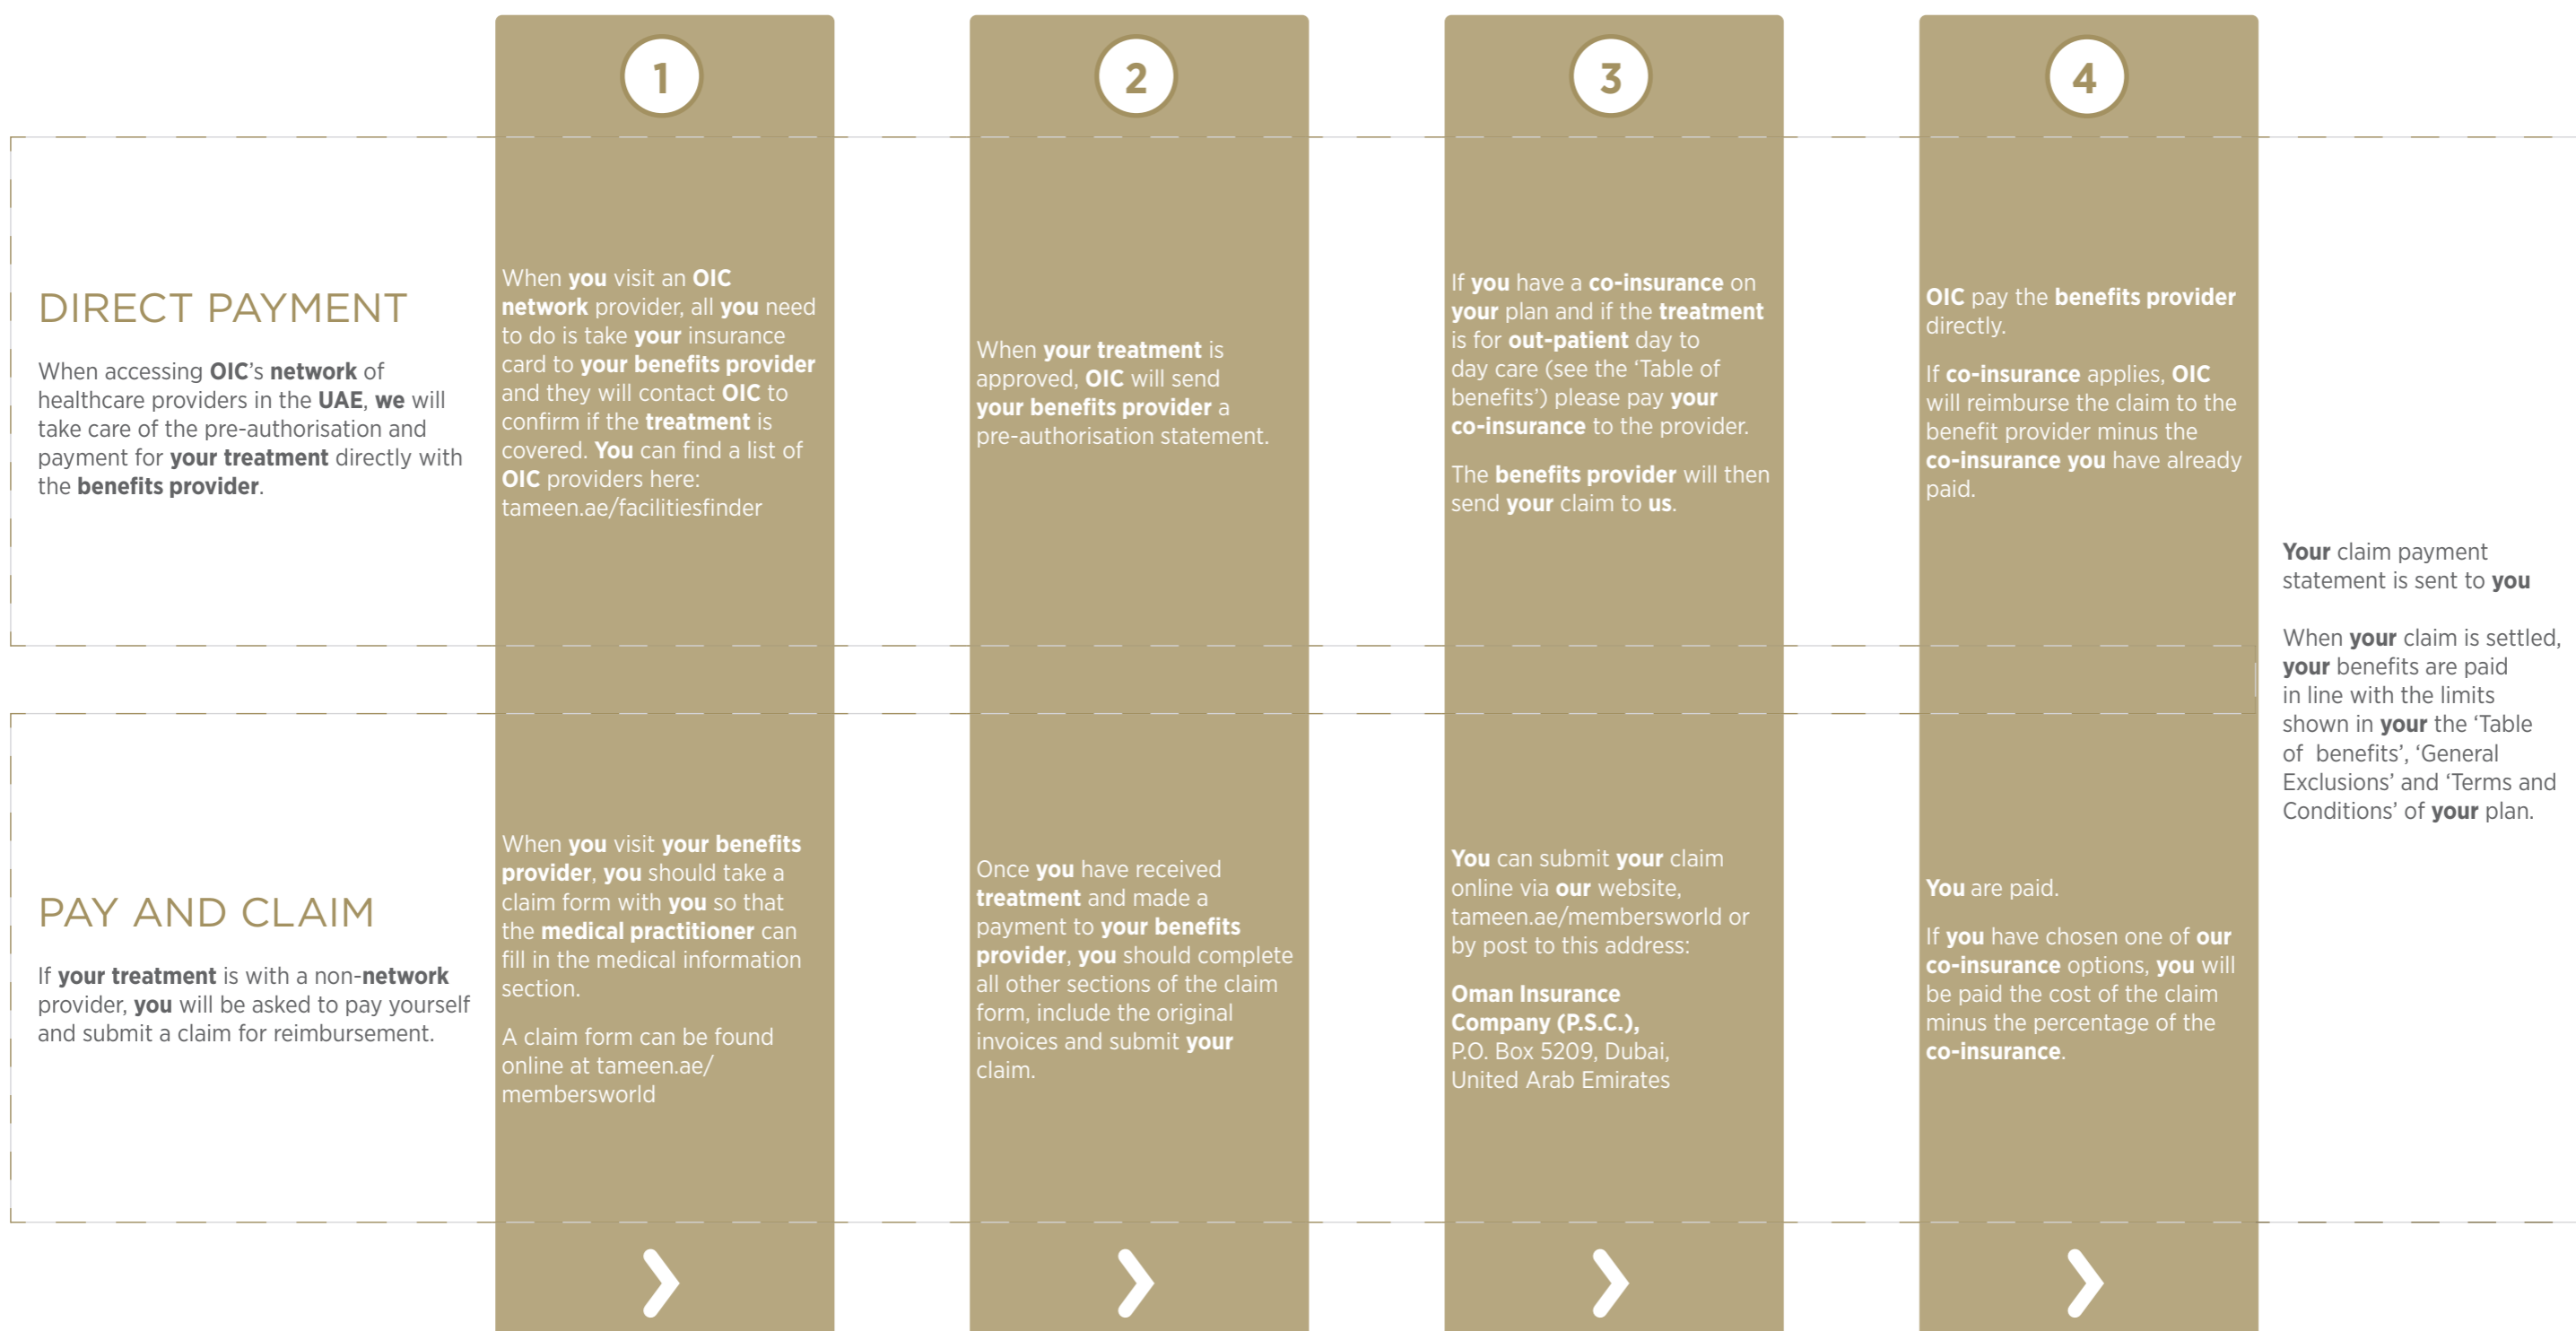 1
2
3
4
DIRECT PAYMENT
When accessing OIC's network of
healthcare providers in the UAE, we will
take care of the pre-authorisation and
payment for your treatment directly with
the benefits provider.
When you visit an OIC
network provider, all you need
to do is take your insurance
card to your benefits provider
and they will contact OIC to
confirm if the treatment is
covered. You can find a list of
OIC providers here:
tameen.ae/facilitiesfinder
When your treatment is
approved, OIC will send
your benefits provider a
pre-authorisation statement.
If you have a co-insurance on
your plan and if the treatment
is for out-patient day to
day care (see the ‘Table of
benefits’) please pay your
co-insurance to the provider.
The benefits provider will then
send your claim to us.
OIC pay the benefits provider
directly.
If co-insurance applies, OIC
will reimburse the claim to the
benefit provider minus the
co-insurance you have already
paid.
PAY AND CLAIM
If your treatment is with a non-network
provider, you will be asked to pay yourself
and submit a claim for reimbursement.
When you visit your benefits
provider, you should take a
claim form with you so that
the medical practitioner can
fill in the medical information
section.
A claim form can be found
online at tameen.ae/
membersworld
Once you have received
treatment and made a
payment to your benefits
provider, you should complete
all other sections of the claim
form, include the original
invoices and submit your
claim.
You can submit your claim
online via our website,
tameen.ae/membersworld or
by post to this address:
Oman Insurance
Company (P.S.C.),
P.O. Box 5209, Dubai,
United Arab Emirates
You are paid.
If you have chosen one of our
co-insurance options, you will
be paid the cost of the claim
minus the percentage of the
co-insurance.
Your claim payment
statement is sent to you
When your claim is settled,
your benefits are paid
in line with the limits
shown in your the ‘Table
of benefits’, ‘General
Exclusions’ and ‘Terms and
Conditions’ of your plan.